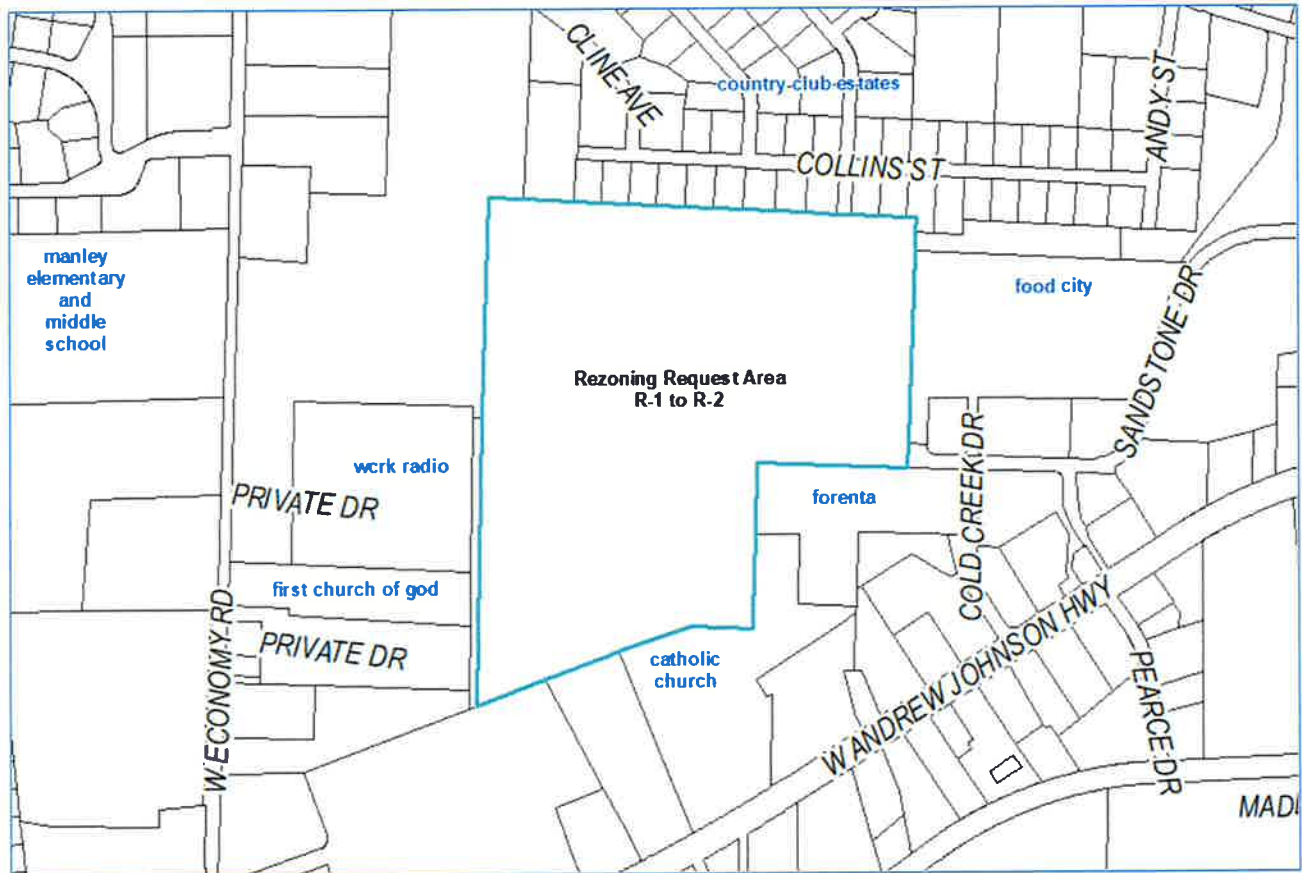 CLINE AVE
country-club-estates
ANDY ST
COLLINS ST
manley
elementary
and
middle
school
food city
SANDSTONE DR
Rezoning Request Area
R-1 to R-2
wcrk radio
PRIVATE DR
forenta
COLD CREEK DR
first church of god
W ECONOMY RD
PRIVATE DR
catholic
church
W ANDREW JOHNSON HWY
PEARCE DR
MADI